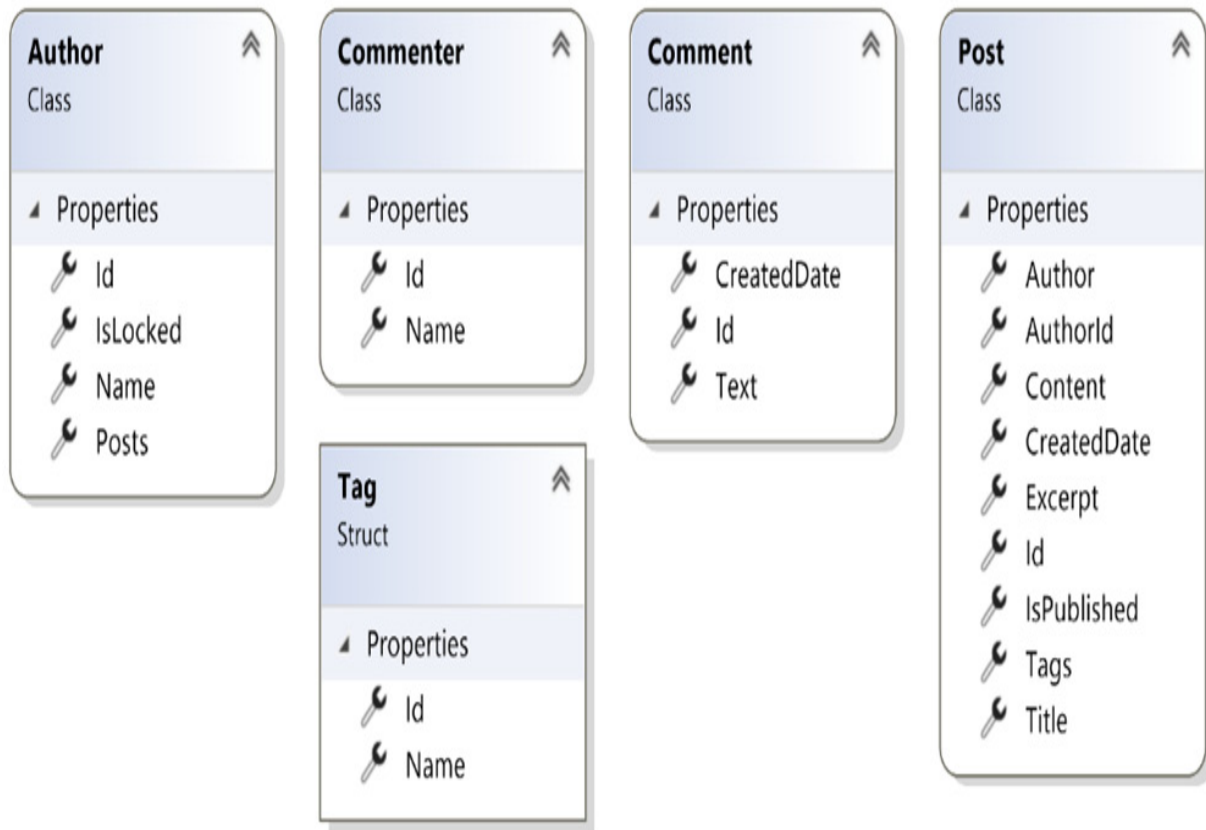 Author
Class
Properties
Id
IsLocked
Name
Posts
Commenter
Class
Properties
Id
Name
Tag
Struct
Properties
Id
Name
Comment
Class
Properties
CreatedDate
Id
Text
Post
Class
Properties
Author
AuthorId
Content
CreatedDate
Excerpt
Id
IsPublished
Tags
Title